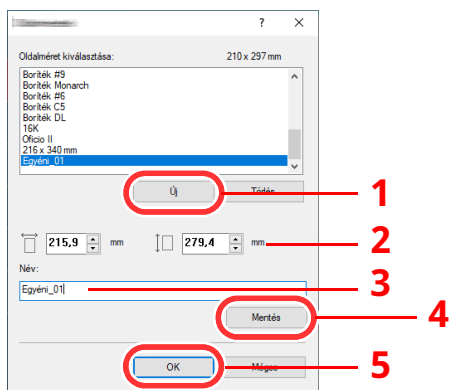 ?
Oldalméret kiválasztása: 210 x 297 mm
Boríték #9
Boríték Monarch
Boríték #6
Boríték C5
Boríték DL
16K
Oficio II
216 x 340 mm
Egyéni_01
Új Törlés 1
215,9 mm 279,4 mm 2
Név:
Egyéni_01 3
Mentés 4
OK Mégse 5